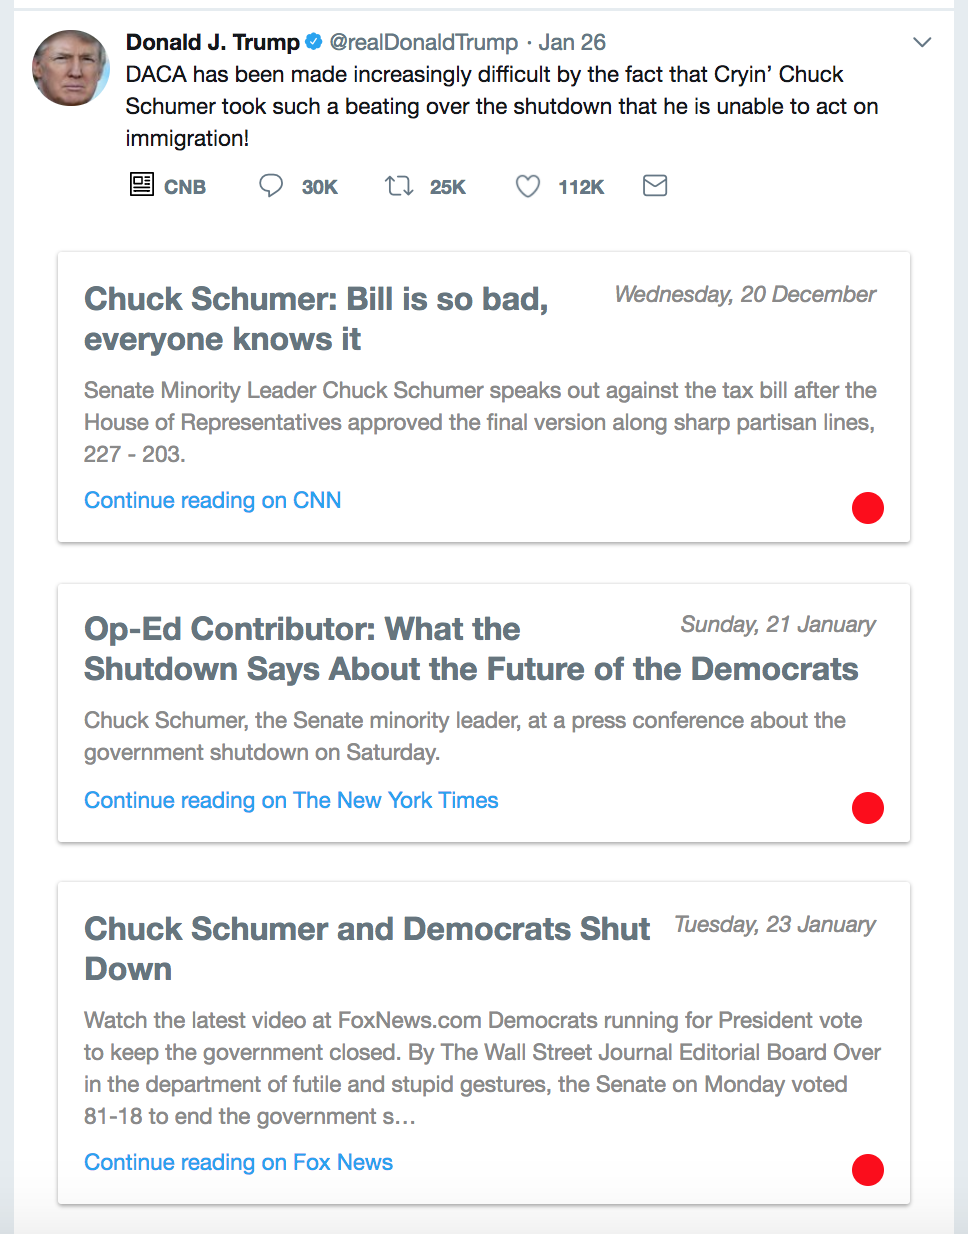 Donald J. Trump @realDonaldTrump · Jan 26
DACA has been made increasingly difficult by the fact that Cryin’ Chuck
Schumer took such a beating over the shutdown that he is unable to act on
immigration!
CNB 30K 25K 112K
Chuck Schumer: Bill is so bad, Wednesday, 20 December
everyone knows it
Senate Minority Leader Chuck Schumer speaks out against the tax bill after the
House of Representatives approved the final version along sharp partisan lines,
227 - 203.
Continue reading on CNN
Op-Ed Contributor: What the Sunday, 21 January
Shutdown Says About the Future of the Democrats
Chuck Schumer, the Senate minority leader, at a press conference about the
government shutdown on Saturday.
Continue reading on The New York Times
Chuck Schumer and Democrats Shut Tuesday, 23 January
Down
Watch the latest video at FoxNews.com Democrats running for President vote
to keep the government closed. By The Wall Street Journal Editorial Board Over
in the department of futile and stupid gestures, the Senate on Monday voted
81-18 to end the government s...
Continue reading on Fox News